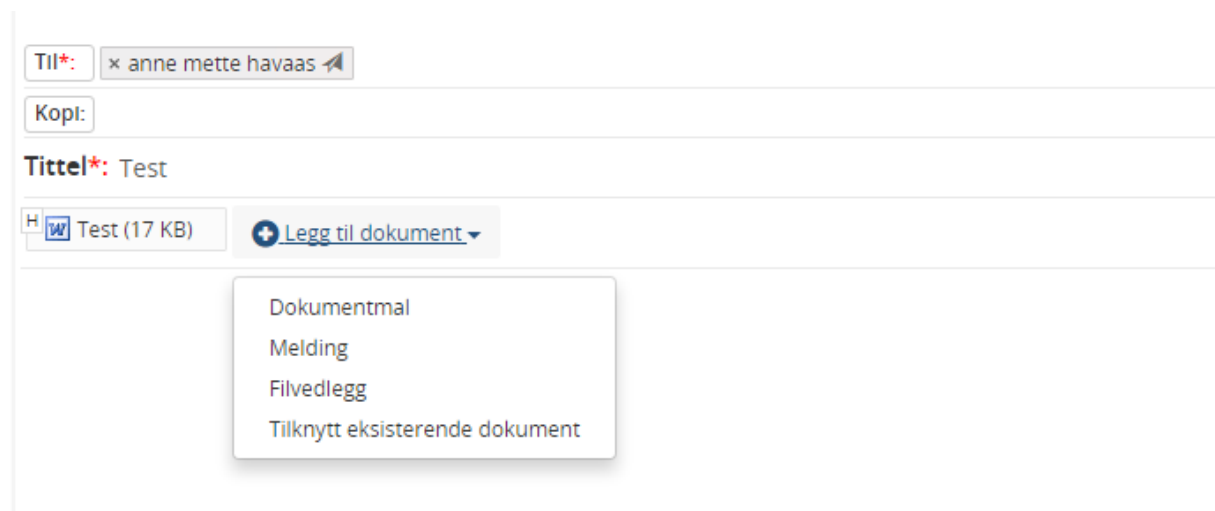 Til*: × anne mette havaas
Kopi:
Tittel*: Test
H W Test (17 KB) Legg til dokument
Dokumentmal
Melding
Filvedlegg
Tilknytt eksisterende dokument